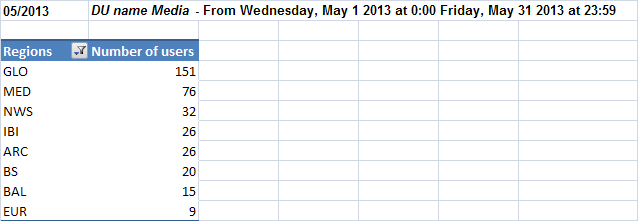 05/2013 DU name Media - From Wednesday, May 1 2013 at 0:00 Friday, May 31 2013 at 23:59
Regions Number of users
GLO 151
MED 76
NWS 32
IBI 26
ARC 26
BS 20
BAL 15
EUR 9